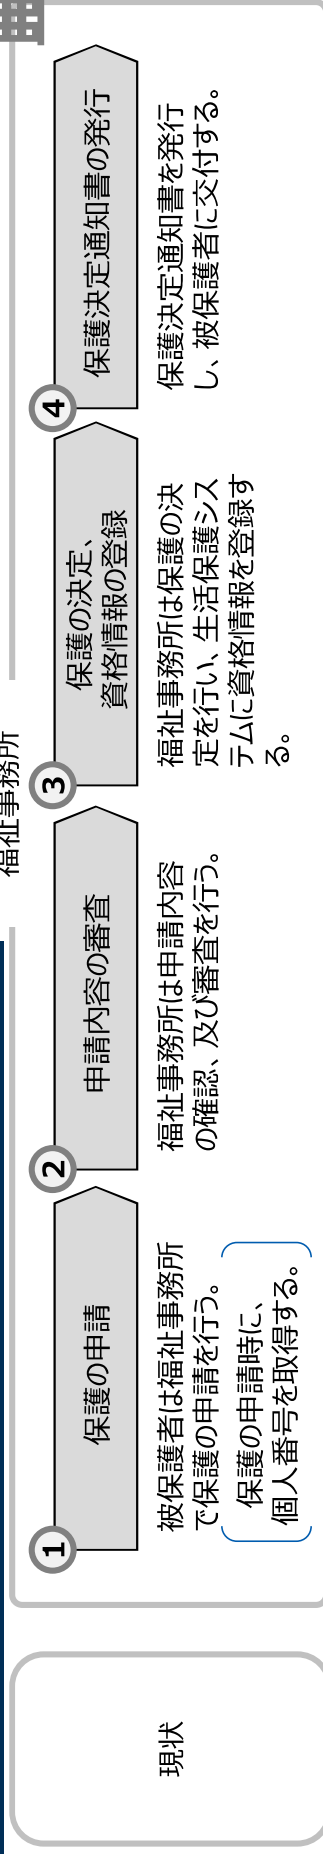 現状
福祉事務所
1
保護の申請
被保護者は福祉事務所
で保護の申請を行う。
保護の申請時に、
個人番号を取得する。
2
申請内容の審査
福祉事務所は申請内容
の確認、及び審査を行う。
3
保護の決定、
資格情報の登録
福祉事務所は保護の決
定を行い、生活保護シス
テムに資格情報を登録す
る。
4
保護決定通知書の発行
保護決定通知書を発行
し、被保護者に交付する。